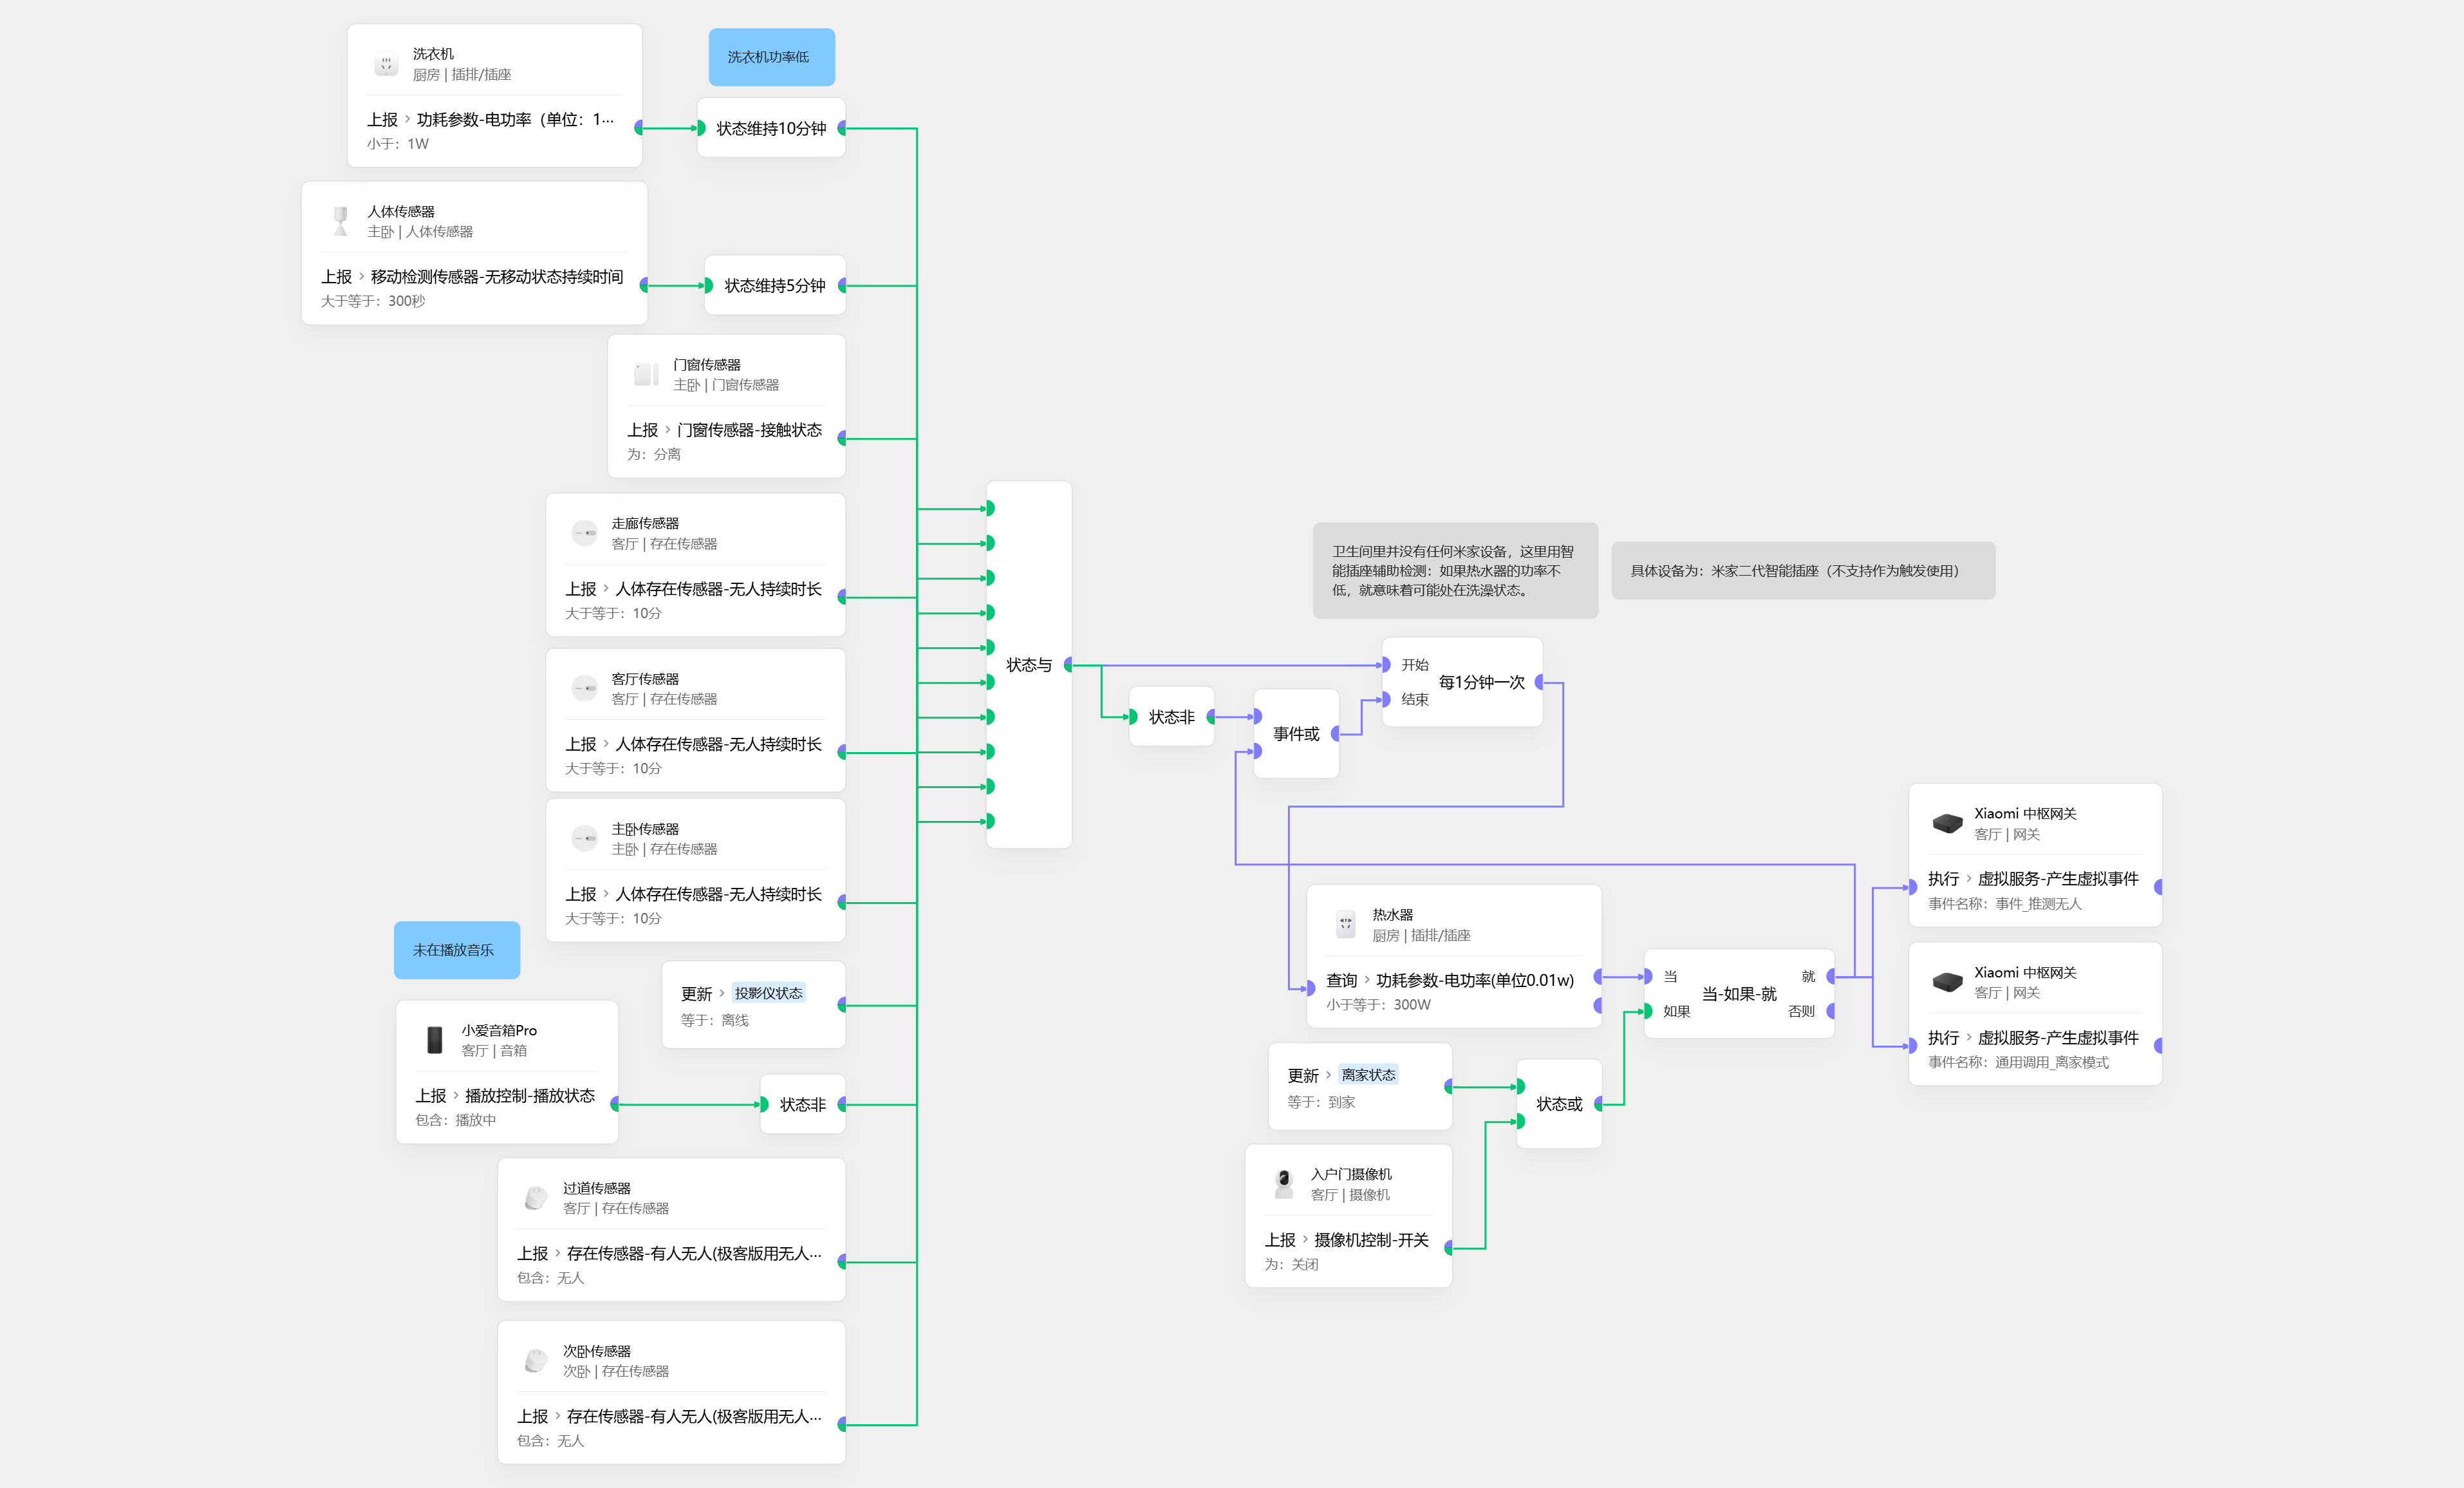 洗衣机
厨房 | 插排/插座
上报 › 功耗参数-电功率（单位：1...
小于：1W
洗衣机功率低
状态维持10分钟
人体传感器
主卧 | 人体传感器
上报 › 移动检测传感器-无移动状态持续时间
大于等于：300秒
状态维持5分钟
门窗传感器
主卧 | 门窗传感器
上报 › 门窗传感器-接触状态
为：分离
走廊传感器
客厅 | 存在传感器
上报 › 人体存在传感器-无人持续时长
大于等于：10分
客厅传感器
客厅 | 存在传感器
上报 › 人体存在传感器-无人持续时长
大于等于：10分
主卧传感器
主卧 | 存在传感器
上报 › 人体存在传感器-无人持续时长
大于等于：10分
未在播放音乐
更新 › 投影仪状态
等于：离线
小爱音箱Pro
客厅 | 音箱
上报 › 播放控制-播放状态
包含：播放中
状态非
过道传感器
客厅 | 存在传感器
上报 › 存在传感器-有人无人(极客版用无人...
包含：无人
次卧传感器
次卧 | 存在传感器
上报 › 存在传感器-有人无人(极客版用无人...
包含：无人
状态与
状态非
事件或
卫生间里并没有任何米家设备，这里用智
能插座辅助检测：如果热水器的功率不
低，就意味着可能处在洗澡状态。
具体设备为：米家二代智能插座（不支持作为触发使用）
开始
每1分钟一次
结束
热水器
厨房 | 插排/插座
查询 › 功耗参数-电功率(单位0.01w)
小于等于：300W
更新 › 离家状态
等于：到家
状态或
入户门摄像机
客厅 | 摄像机
上报 › 摄像机控制-开关
为：关闭
当
就
当-如果-就
如果
否则
Xiaomi 中枢网关
客厅 | 网关
执行 › 虚拟服务-产生虚拟事件
事件名称：事件_推测无人
Xiaomi 中枢网关
客厅 | 网关
执行 › 虚拟服务-产生虚拟事件
事件名称：通用调用_离家模式